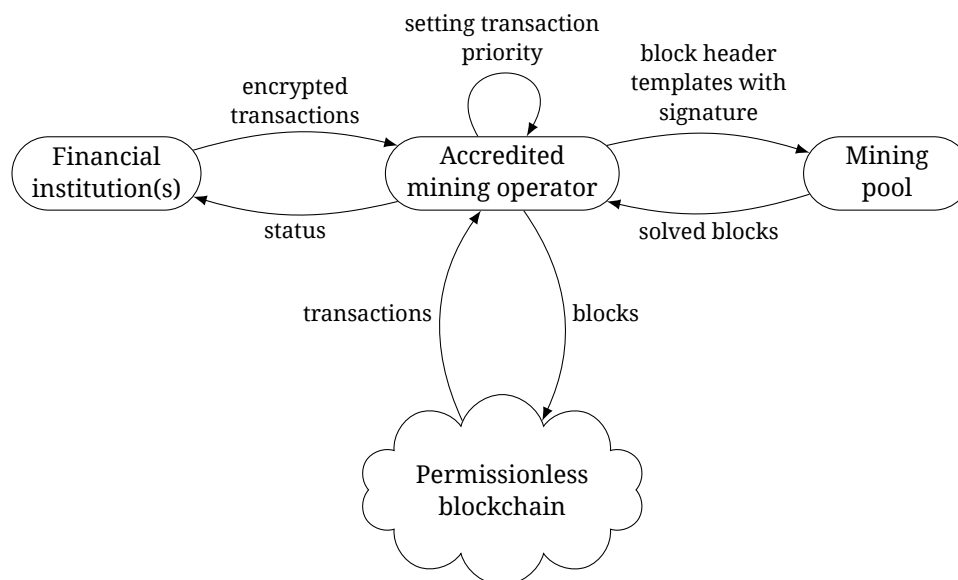 setting transaction
priority
block header
templates with
signature
encrypted
transactions
Financial
institution(s)
Accredited
mining operator
Mining
pool
status
solved blocks
transactions
blocks
Permissionless
blockchain